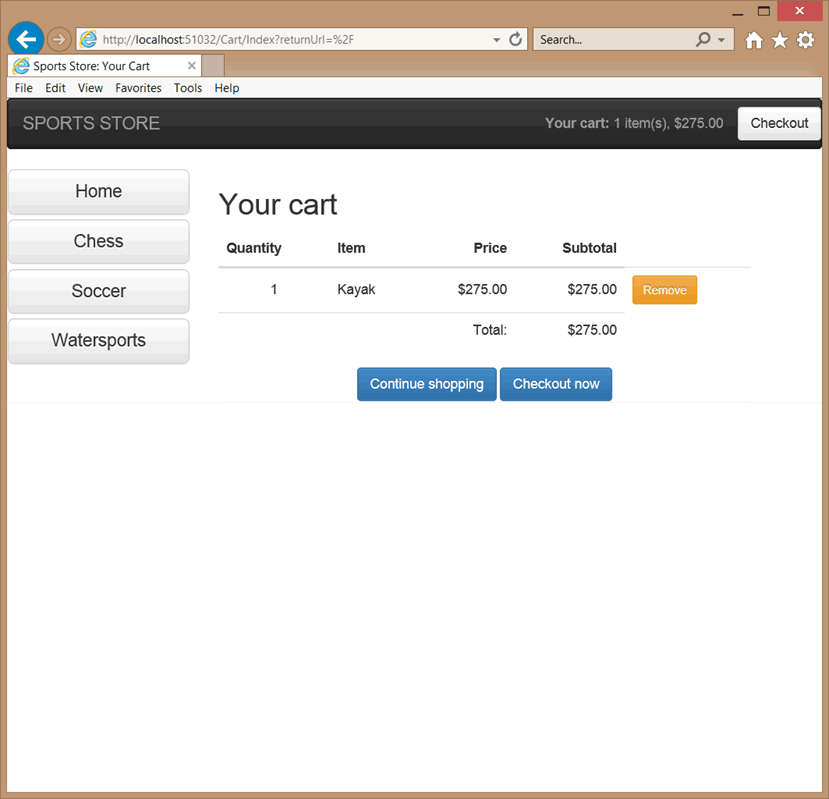 http://localhost:51032/Cart/Index?returnUrl=%2F
Search...
Sports Store: Your Cart
File Edit View Favorites Tools Help
SPORTS STORE Your cart: 1 item(s), $275.00 Checkout
Home
Chess
Soccer
Watersports
Your cart
Quantity Item Price Subtotal
1 Kayak $275.00 $275.00 Remove
Total: $275.00
Continue shopping Checkout now